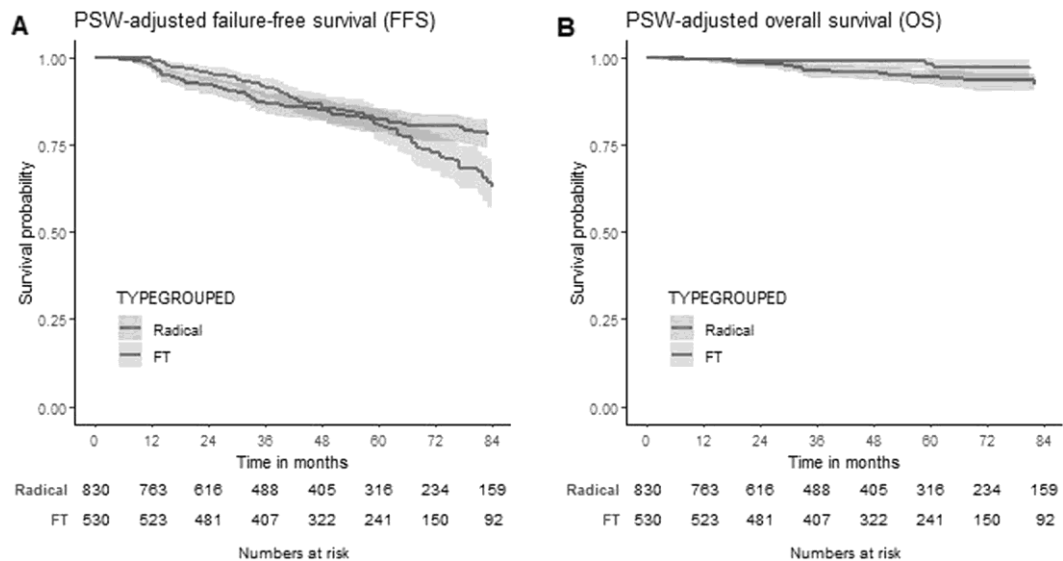 A PSW-adjusted failure-free survival (FFS)
1.00
0.75
0.50
0.25
0.00
Survival probability
TYPEGROUPED
Radical
FT
0 12 24 36 48 60 72 84
Time in months
Radical 830 763 616 488 405 316 234 159
FT 530 523 481 407 322 241 150 92
Numbers at risk
B PSW-adjusted overall survival (OS)
1.00
0.75
0.50
0.25
0.00
Survival probability
TYPEGROUPED
Radical
FT
0 12 24 36 48 60 72 84
Time in months
Radical 830 763 616 488 405 316 234 159
FT 530 523 481 407 322 241 150 92
Numbers at risk